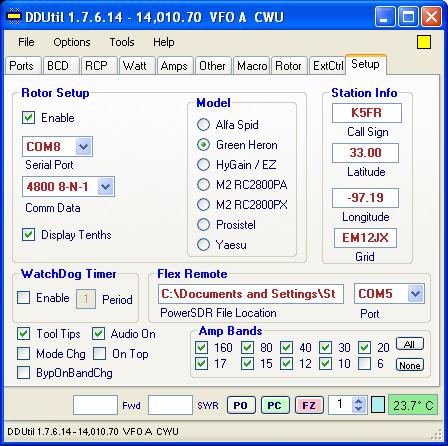 DDUtil 1.7.6.14 - 14,010.70 VFO A CWU
File Options Tools Help
Ports BCD RCP Watt Amps Other Macro Rotor ExtCtrl Setup
Rotor Setup
Enable
COM8
Serial Port
4800 8-N-1
Comm Data
Display Tenths
Model
Alfa Spid
Green Heron
HyGain / EZ
M2 RC2800PA
M2 RC2800PX
Prosistel
Yaesu
Station Info
K5FR
Call Sign
33.00
Latitude
-97.19
Longitude
EM12JX
Grid
WatchDog Timer
Enable 1 Period
Flex Remote
C:\Documents and Settings\St COM5
PowerSDR File Location Port
Tool Tips Audio On
Mode Chg On Top
BypOnBandChg
Amp Bands
160 80 40 30 20 All
17 15 12 10 6 None
Fwd SWR PO PC FZ 1 23.7° C
DDUtil 1.7.6.14 - 14,010.70 VFO A CWU